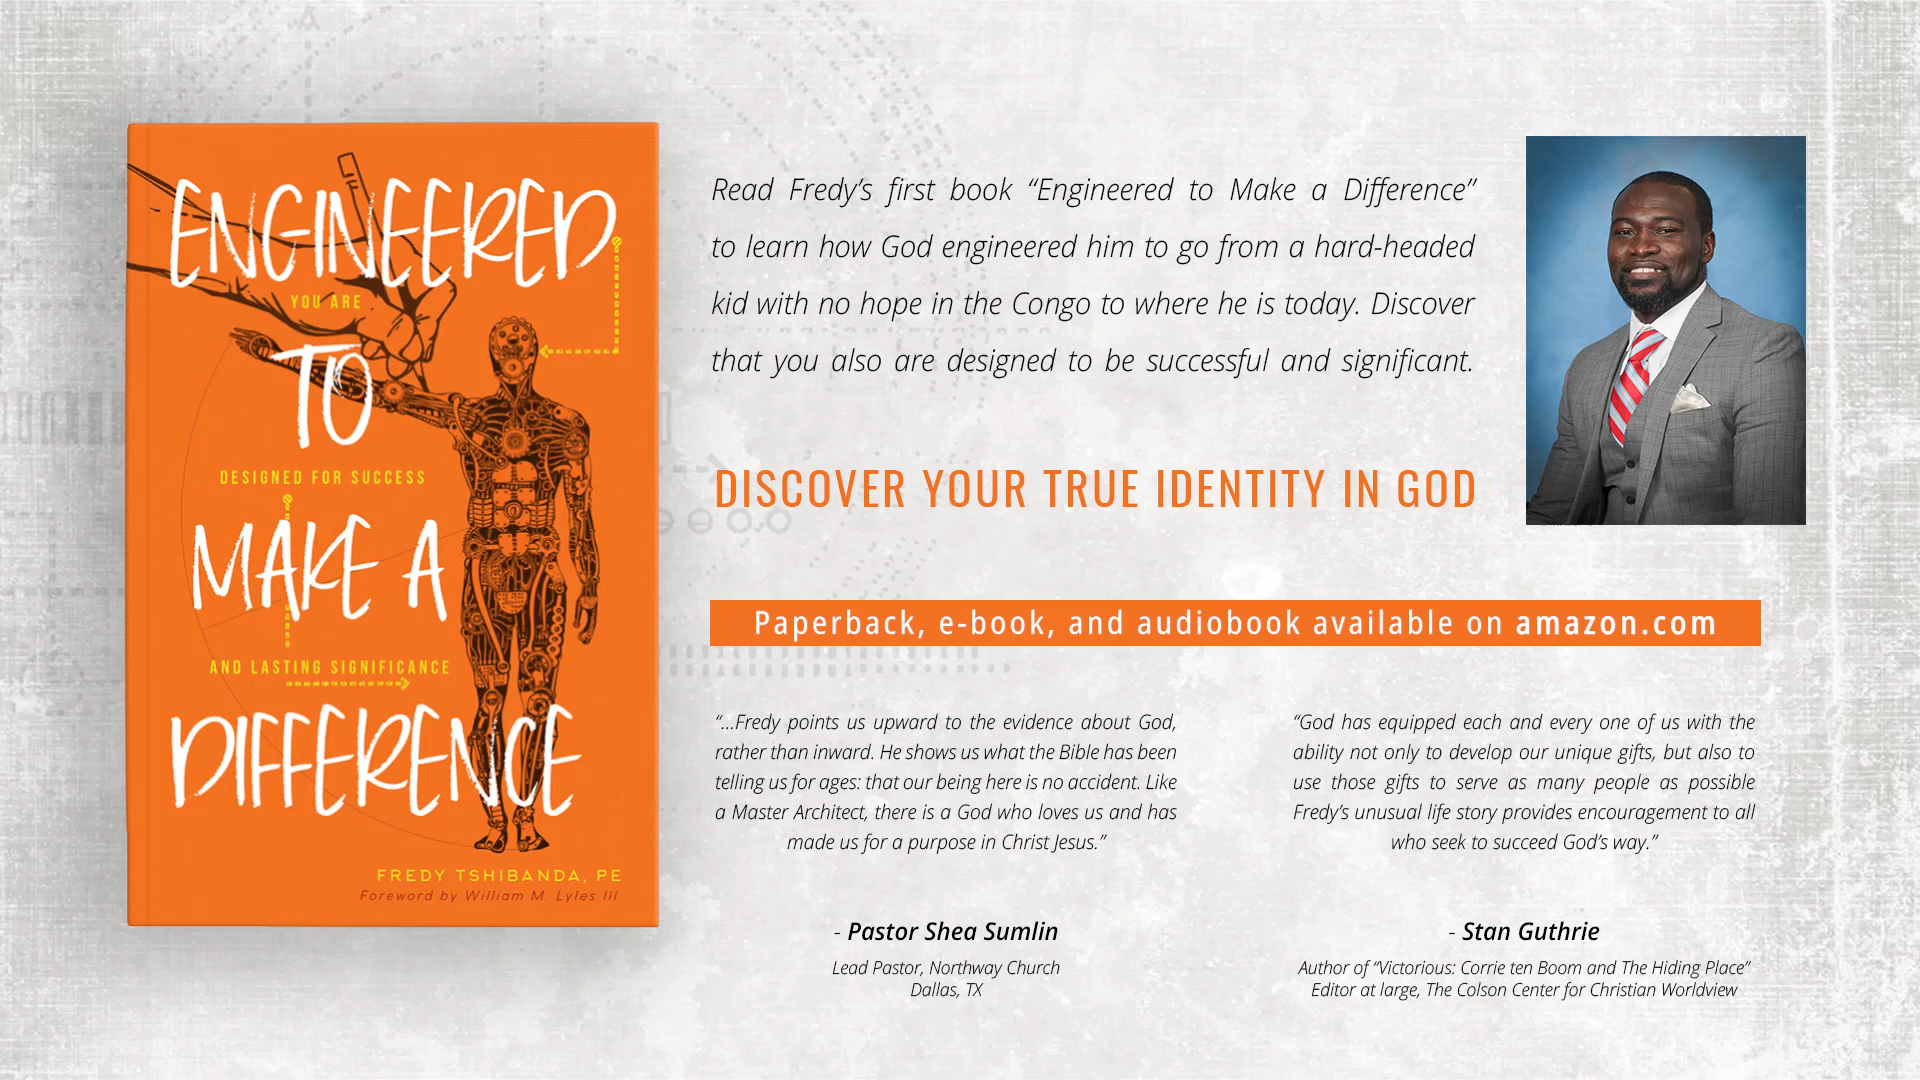 ENGINEERED
YOU ARE
TO
DESIGNED FOR SUCCESS
MAKE A
AND LASTING SIGNIFICANCE
DIFFERENCE
FREDY TSHIBANDA, PE
Foreword by William M. Lyles III
Read Fredy’s first book “Engineered to Make a Difference”
to learn how God engineered him to go from a hard-headed
kid with no hope in the Congo to where he is today. Discover
that you also are designed to be successful and significant.
DISCOVER YOUR TRUE IDENTITY IN GOD
Paperback, e-book, and audiobook available on amazon.com
“...Fredy points us upward to the evidence about God,
rather than inward. He shows us what the Bible has been
telling us for ages: that our being here is no accident. Like
a Master Architect, there is a God who loves us and has
made us for a purpose in Christ Jesus.”
- Pastor Shea Sumlin
Lead Pastor, Northway Church
Dallas, TX
“God has equipped each and every one of us with the
ability not only to develop our unique gifts, but also to
use those gifts to serve as many people as possible
Fredy’s unusual life story provides encouragement to all
who seek to succeed God’s way.”
- Stan Guthrie
Author of “Victorious: Corrie ten Boom and The Hiding Place”
Editor at large, The Colson Center for Christian Worldview